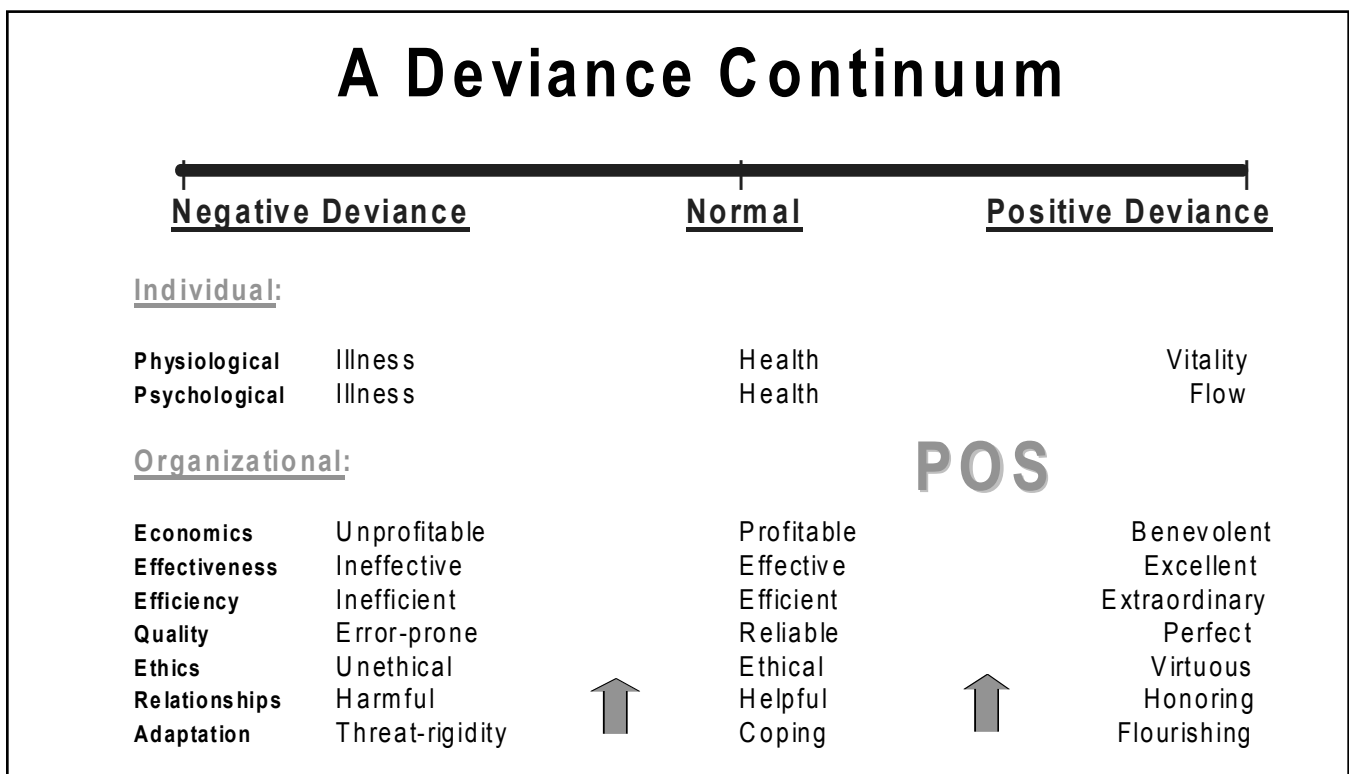 A Deviance Continuum
Negative Deviance Normal Positive Deviance
Individual:
Physiological Illness Health Vitality
Psychological Illness Health Flow
Organizational: POS
Economics Unprofitable Profitable Benevolent
Effectiveness Ineffective Effective Excellent
Efficiency Inefficient Efficient Extraordinary
Quality Error-prone Reliable Perfect
Ethics Unethical Ethical Virtuous
Relationships Harmful Helpful Honoring
Adaptation Threat-rigidity Coping Flourishing